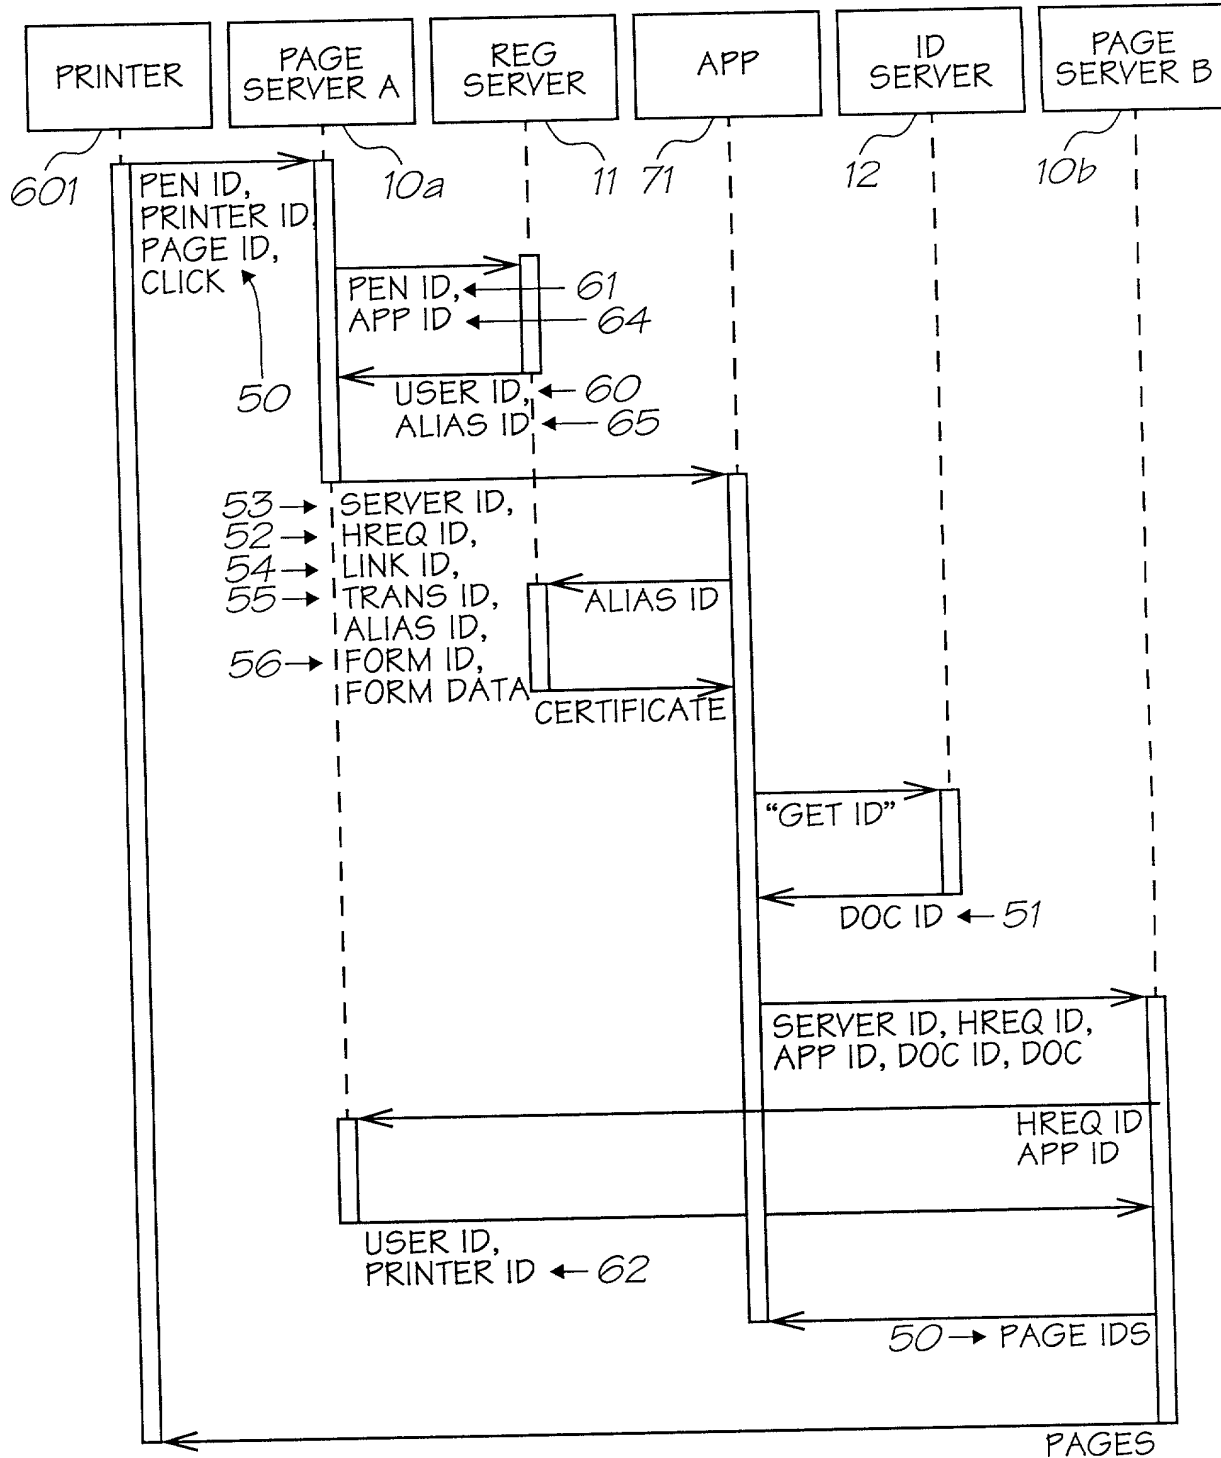 PRINTER
PAGE
SERVER A
REG
SERVER
APP
ID
SERVER
PAGE
SERVER B
601
10a
11
71
12
10b
PEN ID,
PRINTER ID,
PAGE ID,
CLICK
50
PEN ID,
61
APP ID
64
USER ID,
60
ALIAS ID
65
53
SERVER ID,
52
HREQ ID,
54
LINK ID,
55
TRANS ID,
ALIAS ID,
56
FORM ID,
FORM DATA
ALIAS ID
CERTIFICATE
“GET ID”
DOC ID
51
SERVER ID, HREQ ID,
APP ID, DOC ID, DOC
HREQ ID
APP ID
USER ID,
PRINTER ID
62
50
PAGE IDS
PAGES